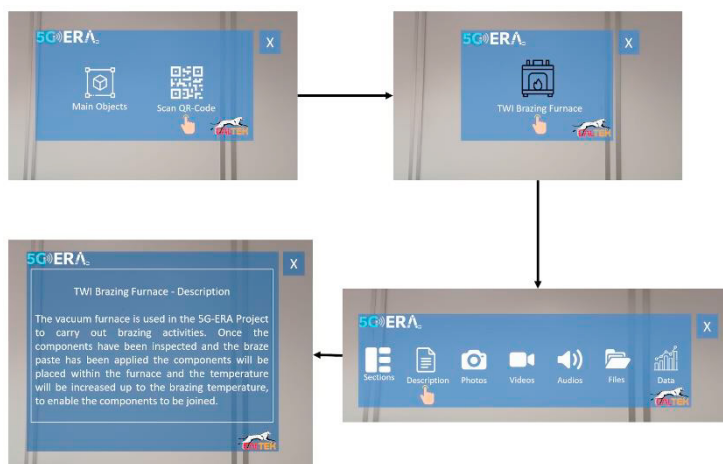 5G ERA
X
Main Objects
Scan QR-Code
5G ERA
X
TWI Brazing Furnace
5G ERA
X
Sections
Description
Photos
Videos
Audios
Files
Data
5G ERA
X
TWI Brazing Furnace - Description
The vacuum furnace is used in the 5G-ERA Project
to carry out brazing activities. Once the
components have been inspected and the braze
paste has been applied the components will be
placed within the furnace and the temperature
will be increased up to the brazing temperature,
to enable the components to be joined.